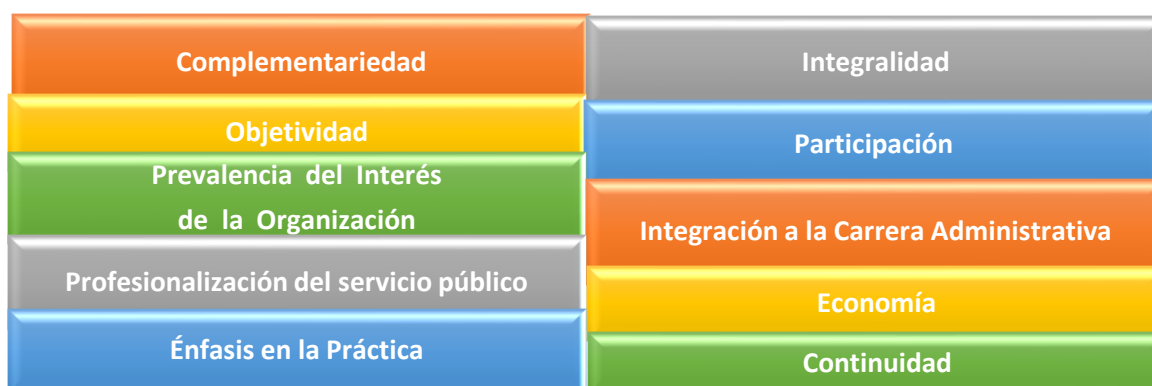 Complementariedad
Objetividad
Prevalencia del Interés
de la Organización
Profesionalización del servicio público
Énfasis en la Práctica
Integralidad
Participación
Integración a la Carrera Administrativa
Economía
Continuidad